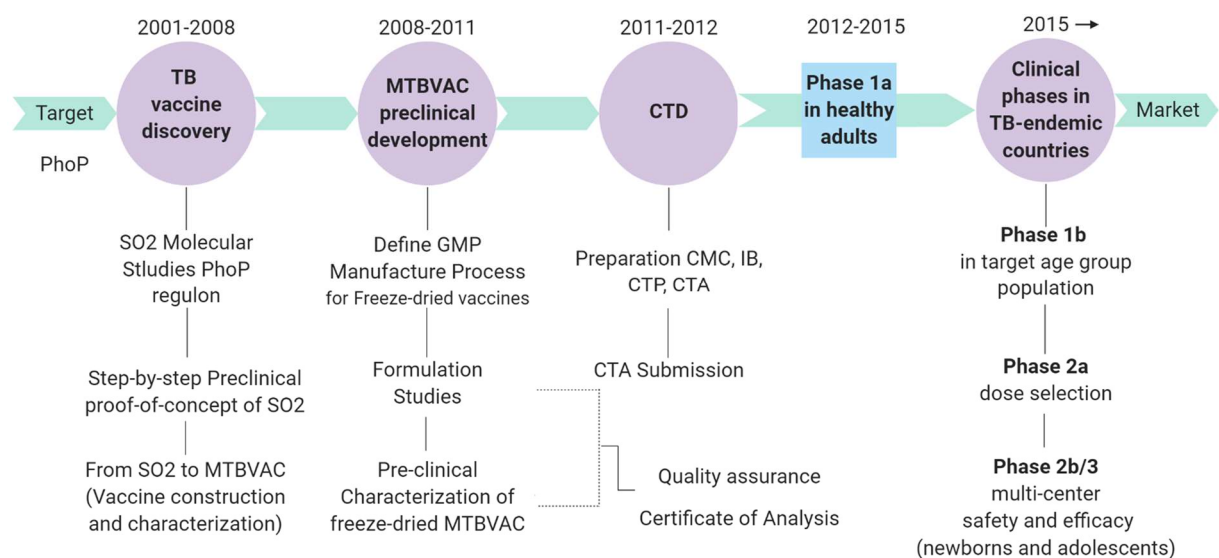 2001-2008
2008-2011
2011-2012
2012-2015
2015 →
Target
PhoP
TB
vaccine
discovery
MTBVAC
preclinical
development
CTD
Phase 1a
in healthy
adults
Clinical
phases in
TB-endemic
countries
Market
SO2 Molecular
Stludies PhoP
regulon
Step-by-step Preclinical
proof-of-concept of SO2
From SO2 to MTBVAC
(Vaccine construction
and characterization)
Define GMP
Manufacture Process
for Freeze-dried vaccines
Formulation
Studies
Pre-clinical
Characterization of
freeze-dried MTBVAC
Preparation CMC, IB,
CTP, CTA
CTA Submission
Quality assurance
Certificate of Analysis
Phase 1b
in target age group
population
Phase 2a
dose selection
Phase 2b/3
multi-center
safety and efficacy
(newborns and adolescents)